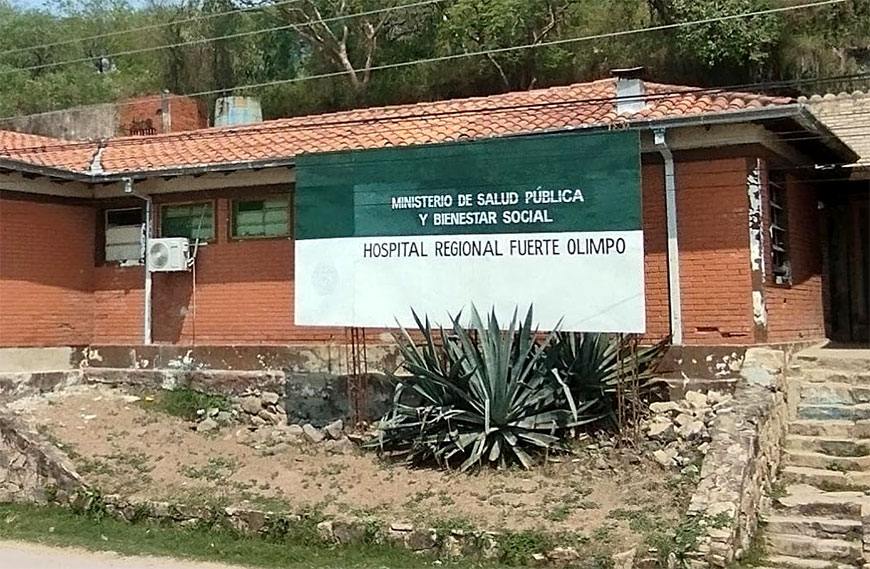 MINISTERIO DE SALUD PÚBLICA
Y BIENESTAR SOCIAL
HOSPITAL REGIONAL FUERTE OLIMPO